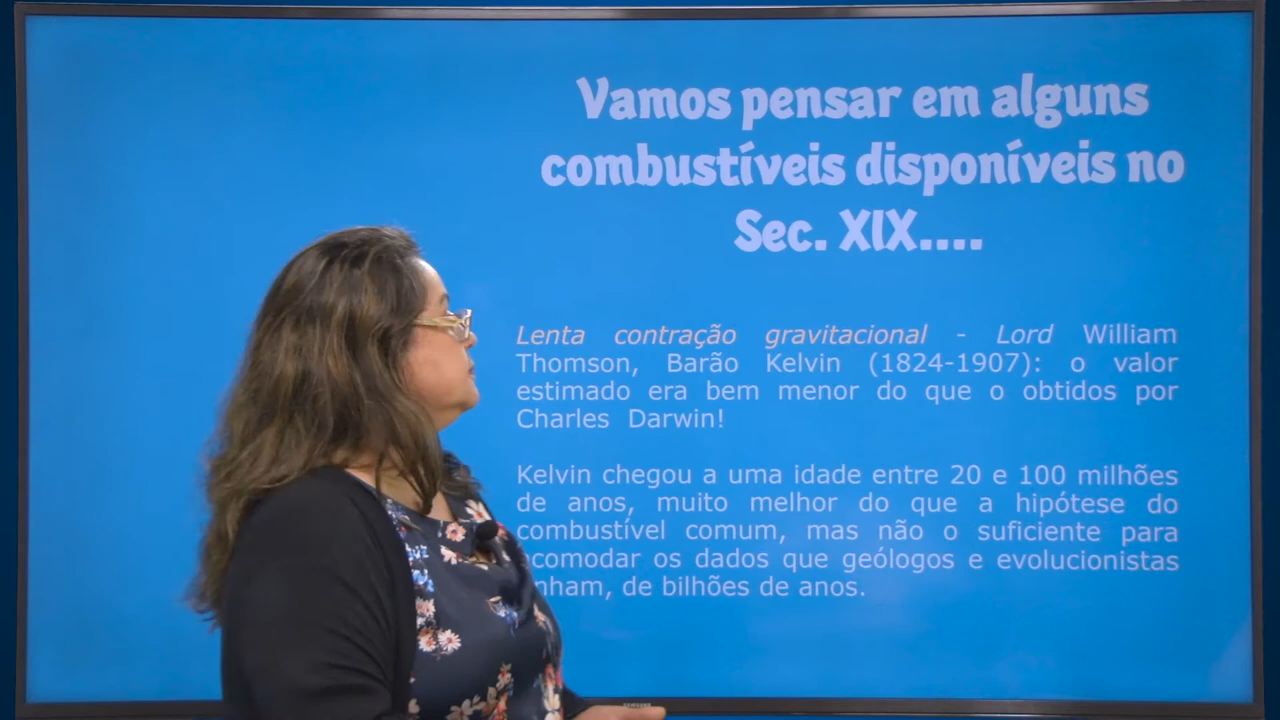 Vamos pensar em alguns
combustíveis disponíveis no
Sec. XIX....
Lenta contração gravitacional - Lord William
Thomson, Barão Kelvin (1824-1907): o valor
estimado era bem menor do que o obtidos por
Charles Darwin!
Kelvin chegou a uma idade entre 20 e 100 milhões
de anos, muito melhor do que a hipótese do
combustível comum, mas não o suficiente para
comodar os dados que geólogos e evolucionistas
nham, de bilhões de anos.
SAMSUNG